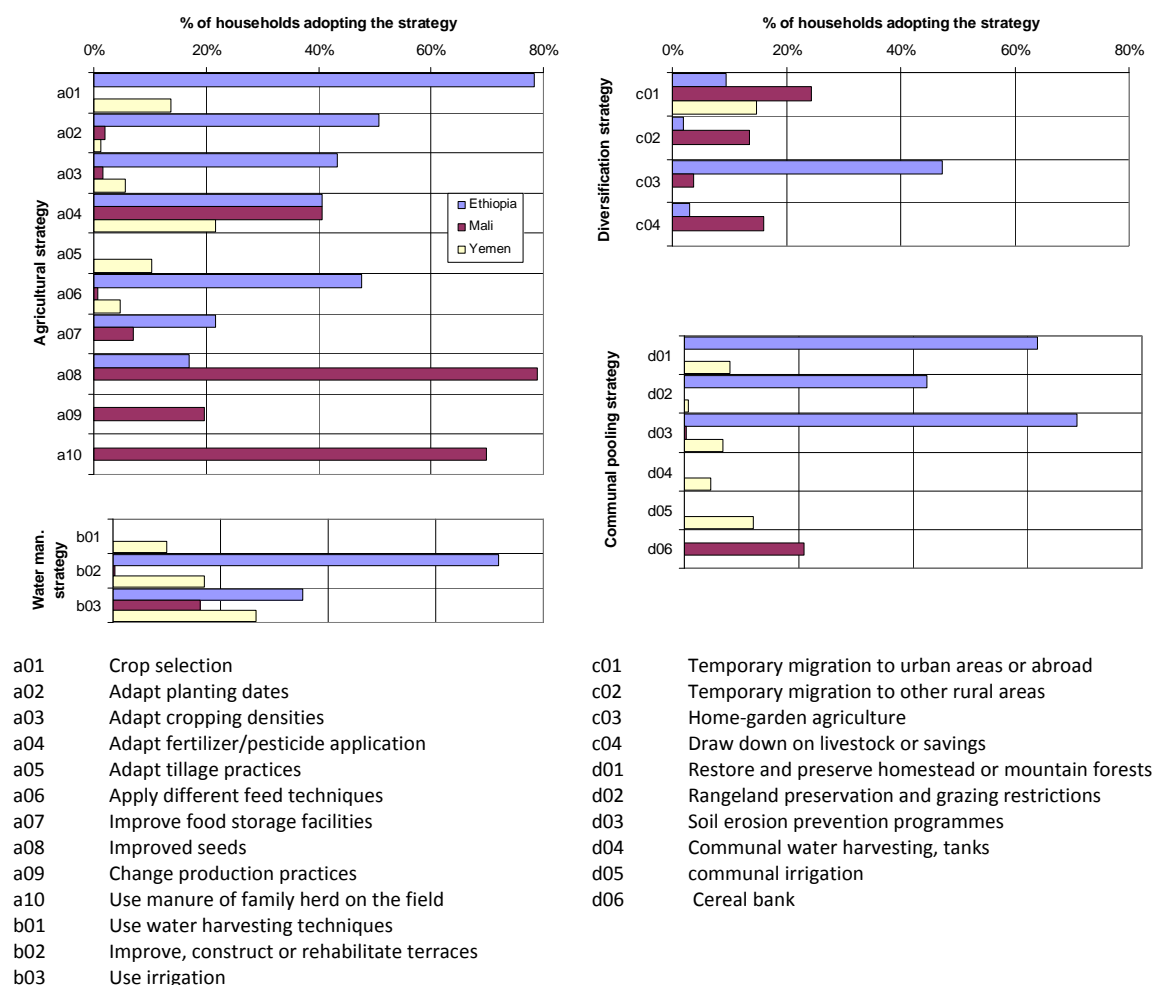 % of households adopting the strategy
0% 20% 40% 60% 80%
Agricultural strategy
a01
a02
a03
a04
a05
a06
a07
a08
a09
a10
Ethiopia
Mali
Yemen
Water man.
strategy
b01
b02
b03
% of households adopting the strategy
0% 20% 40% 60% 80%
Diversification strategy
c01
c02
c03
c04
Communal pooling strategy
d01
d02
d03
d04
d05
d06
a01 Crop selection
a02 Adapt planting dates
a03 Adapt cropping densities
a04 Adapt fertilizer/pesticide application
a05 Adapt tillage practices
a06 Apply different feed techniques
a07 Improve food storage facilities
a08 Improved seeds
a09 Change production practices
a10 Use manure of family herd on the field
b01 Use water harvesting techniques
b02 Improve, construct or rehabilitate terraces
b03 Use irrigation
c01 Temporary migration to urban areas or abroad
c02 Temporary migration to other rural areas
c03 Home-garden agriculture
c04 Draw down on livestock or savings
d01 Restore and preserve homestead or mountain forests
d02 Rangeland preservation and grazing restrictions
d03 Soil erosion prevention programmes
d04 Communal water harvesting, tanks
d05 communal irrigation
d06 Cereal bank